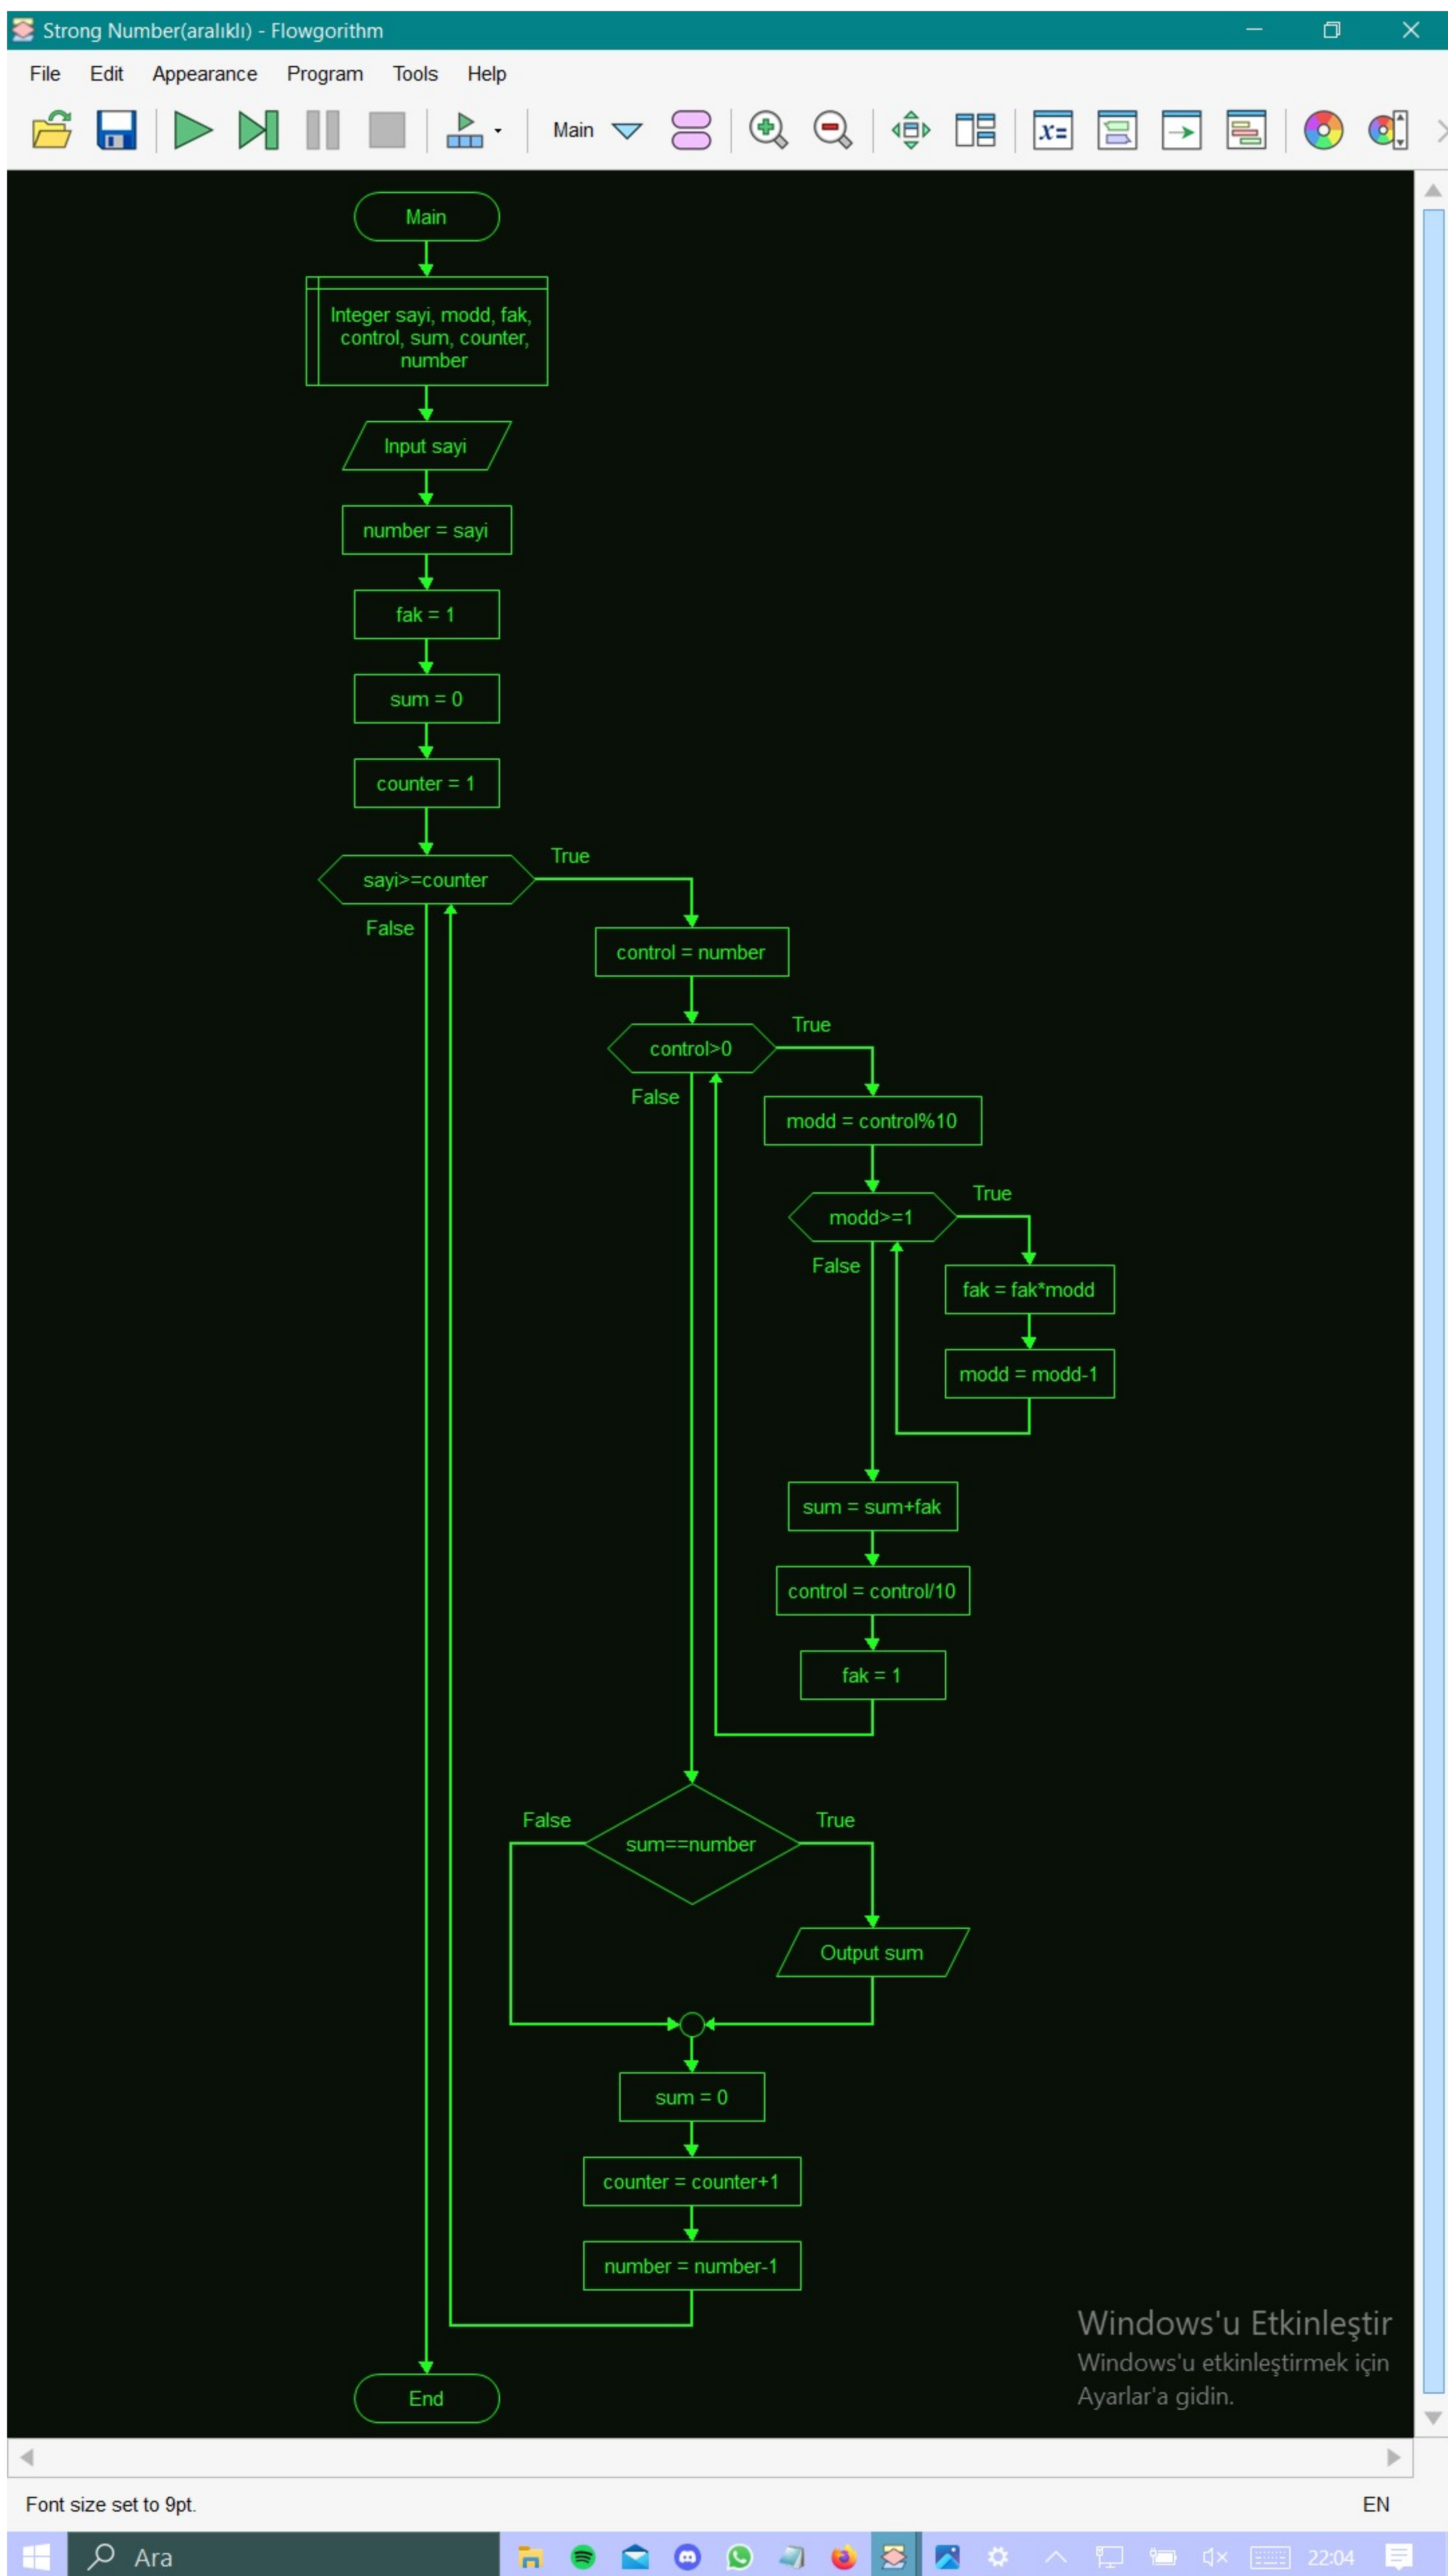 Strong Number(aralıklı) - Flowgorithm
File Edit Appearance Program Tools Help
Main
x=
Main
Integer sayi, modd, fak,
control, sum, counter,
number
Input sayi
number = sayi
fak = 1
sum = 0
counter = 1
sayi>=counter
True
False
control = number
control>0
True
False
modd = control%10
modd>=1
True
False
fak = fak*modd
modd = modd-1
sum = sum+fak
control = control/10
fak = 1
False
sum==number
True
Output sum
sum = 0
counter = counter+1
number = number-1
End
Windows'u Etkinleştir
Windows'u etkinleştirmek için
Ayarlar'a gidin.
Font size set to 9pt.
EN
Ara
22:04